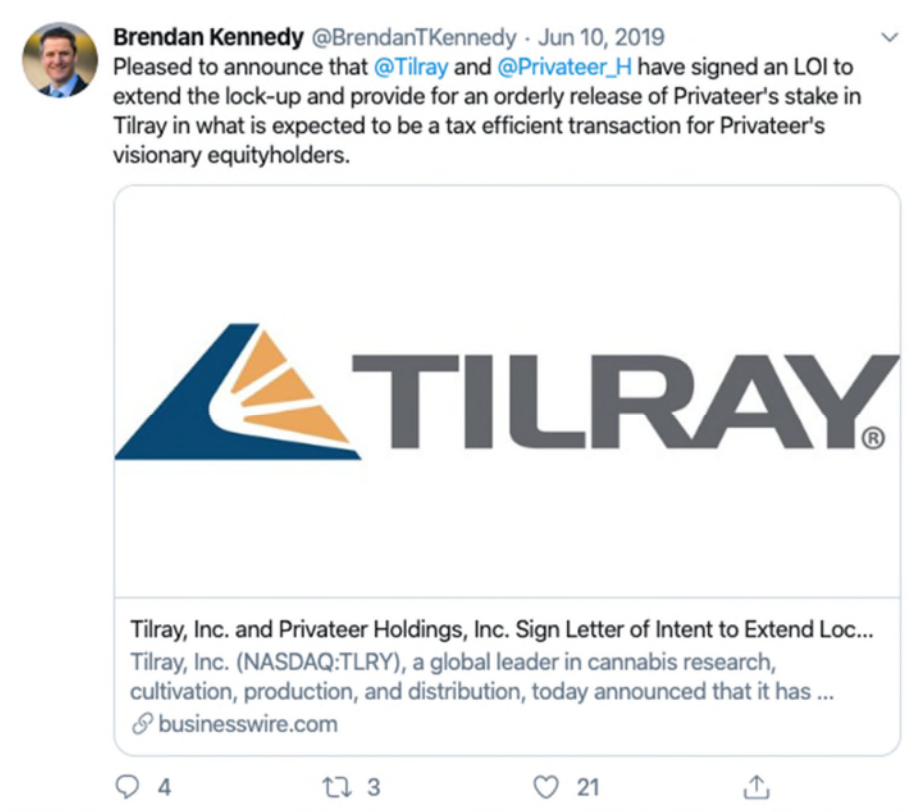 Brendan Kennedy @BrendanTKennedy · Jun 10, 2019
Pleased to announce that @Tilray and @Privateer_H have signed an LOI to
extend the lock-up and provide for an orderly release of Privateer's stake in
Tilray in what is expected to be a tax efficient transaction for Privateer's
visionary equityholders.
TILRAY®
Tilray, Inc. and Privateer Holdings, Inc. Sign Letter of Intent to Extend Loc...
Tilray, Inc. (NASDAQ:TLRY), a global leader in cannabis research,
cultivation, production, and distribution, today announced that it has ...
businesswire.com
4 3 21